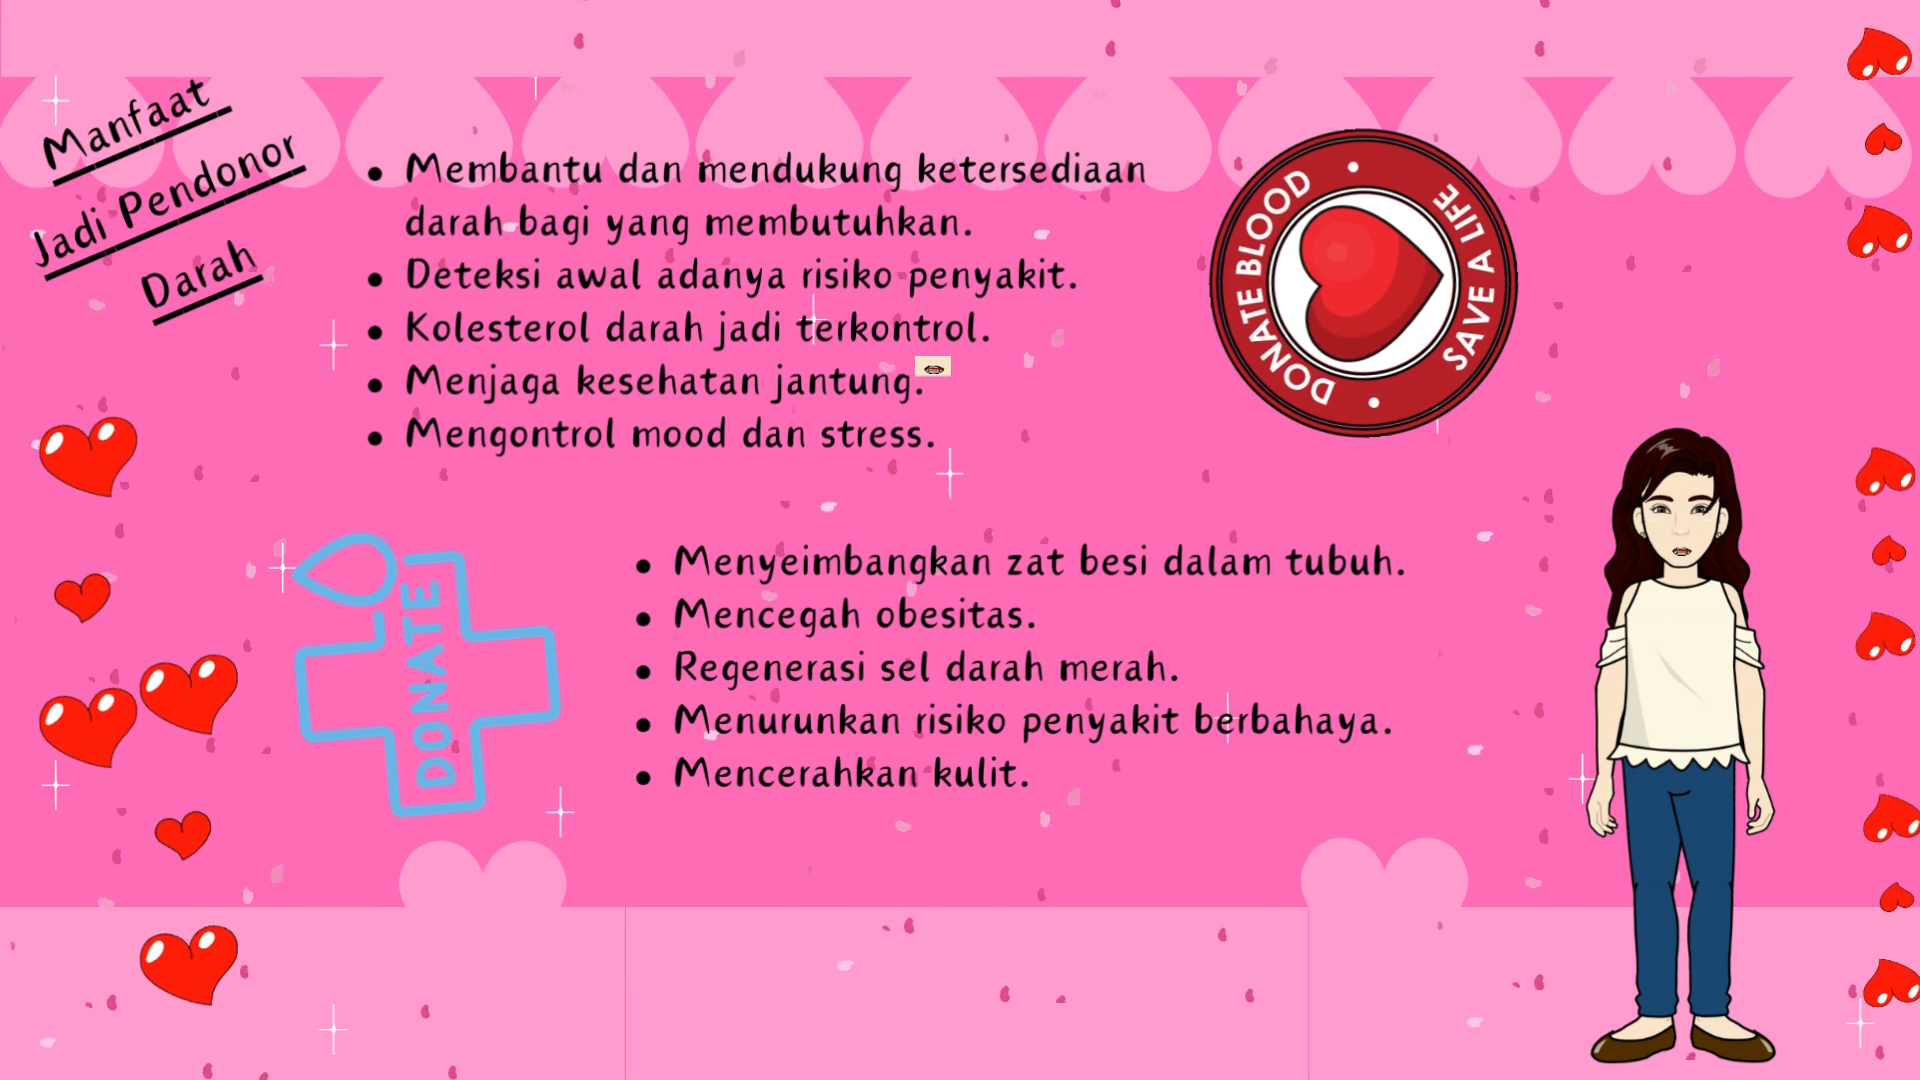 Manfaat
Jadi Pendonor
Darah
• Membantu dan mendukung ketersediaan
darah bagi yang membutuhkan.
• Deteksi awal adanya risiko penyakit.
• Kolesterol darah jadi terkontrol.
• Menjaga kesehatan jantung.
• Mengontrol mood dan stress.
DONATE BLOOD
SAVE A LIFE
DONATE
• Menyeimbangkan zat besi dalam tubuh.
• Mencegah obesitas.
• Regenerasi sel darah merah.
• Menurunkan risiko penyakit berbahaya.
• Mencerahkan kulit.